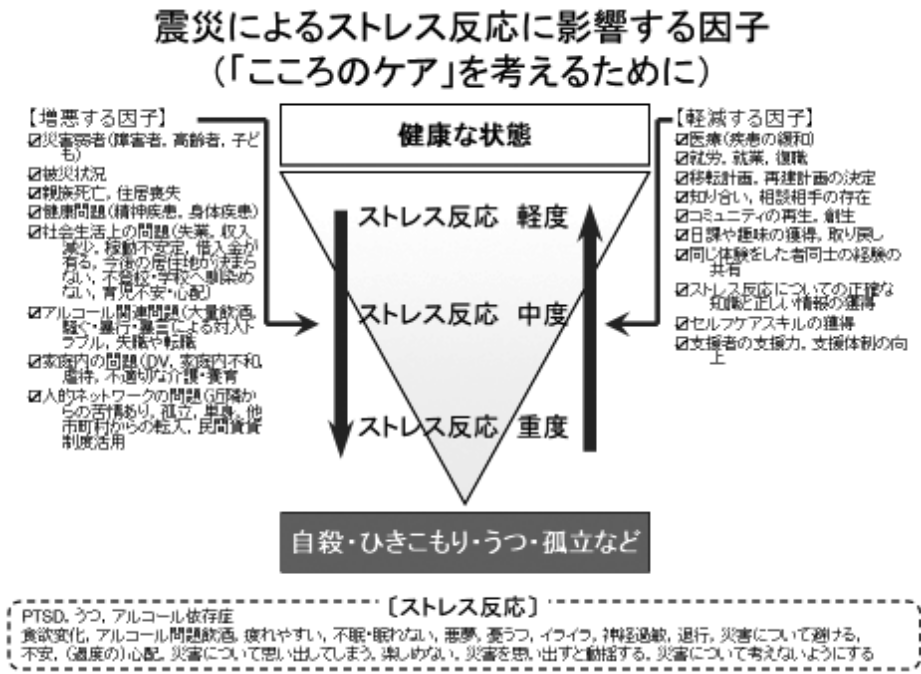 震災によるストレス反応に影響する因子
(「こころのケア」を考えるために)
【増悪する因子】
☑災害弱者(障害者, 高齢者, 子ど
も)
☑被災状況
☑親族死亡, 住居喪失
☑健康問題(精神疾患, 身体疾患)
☑社会生活上の問題(失業, 収入
減少, 稼動不安定, 借入金が
有る, 今後の居住地が決まら
ない, 不登校・学校へ馴染め
ない, 育児不安・心配)
☑アルコール関連問題(大量飲酒,
騒ぐ・暴行・暴言による対人ト
ラブル, 失職や転職
☑家庭内の問題(DV, 家庭内不和,
虐待, 不適切な介護・養育
☑人的ネットワークの問題(近隣か
らの苦情あり, 孤立, 単身, 他
市町村からの転入, 民間賃貸
制度活用
健康な状態
ストレス反応 軽度
ストレス反応 中度
ストレス反応 重度
自殺・ひきこもり・うつ・孤立など
【軽減する因子】
☑医療(疾患の緩和)
☑就労, 就業, 復職
☑移転計画, 再建計画の決定
☑知り合い, 相談相手の存在
☑コミュニティの再生, 創生
☑日課や趣味の獲得, 取り戻し
☑同じ体験をした者同士の経験の
共有
☑ストレス反応についての正確な
知識と正しい情報の獲得
☑セルフケアスキルの獲得
☑支援者の支援力, 支援体制の向
上
〔ストレス反応〕
PTSD, うつ, アルコール依存症
食欲変化, アルコール問題飲酒, 疲れやすい, 不眠・眠れない, 悪夢, 憂うつ, イライラ, 神経過敏, 退行, 災害について避ける,
不安, (過度の)心配, 災害について思い出してしまう, 楽しめない, 災害を思い出すと動揺する, 災害について考えないようにする